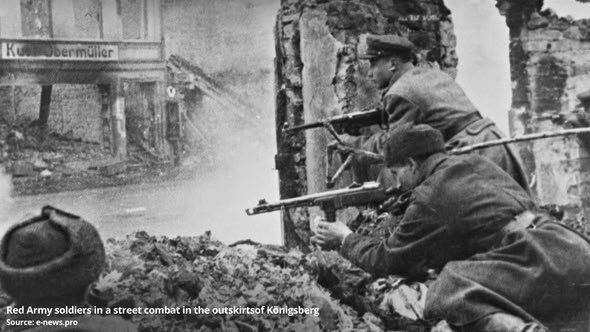 Kurt Obermüller
Red Army soldiers in a street combat in the outskirtsof Königsberg
Source: e-news.pro